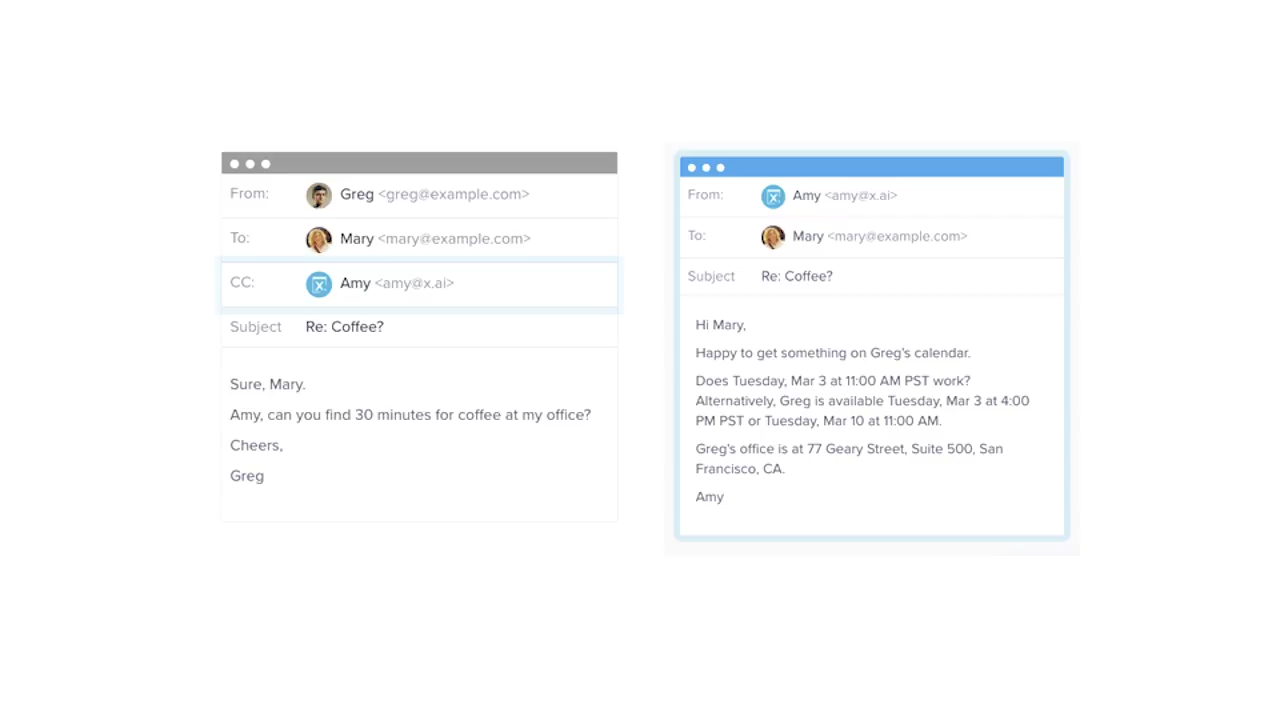 From: Greg <greg@example.com>
To: Mary <mary@example.com>
CC: Amy <amy@x.ai>
Subject Re: Coffee?
Sure, Mary.
Amy, can you find 30 minutes for coffee at my office?
Cheers,
Greg
From: Amy <amy@x.ai>
To: Mary <mary@example.com>
Subject Re: Coffee?
Hi Mary,
Happy to get something on Greg's calendar.
Does Tuesday, Mar 3 at 11:00 AM PST work?
Alternatively, Greg is available Tuesday, Mar 3 at 4:00
PM PST or Tuesday, Mar 10 at 11:00 AM.
Greg's office is at 77 Geary Street, Suite 500, San
Francisco, CA.
Amy